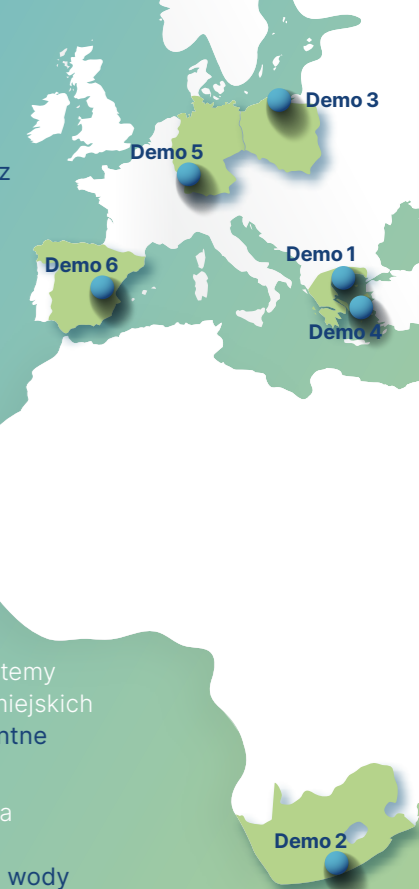 Demo 3
Demo 5
z
Demo 1
Demo 6
Demo 4
temy
niejskich
ntne
a
wody
Demo 2